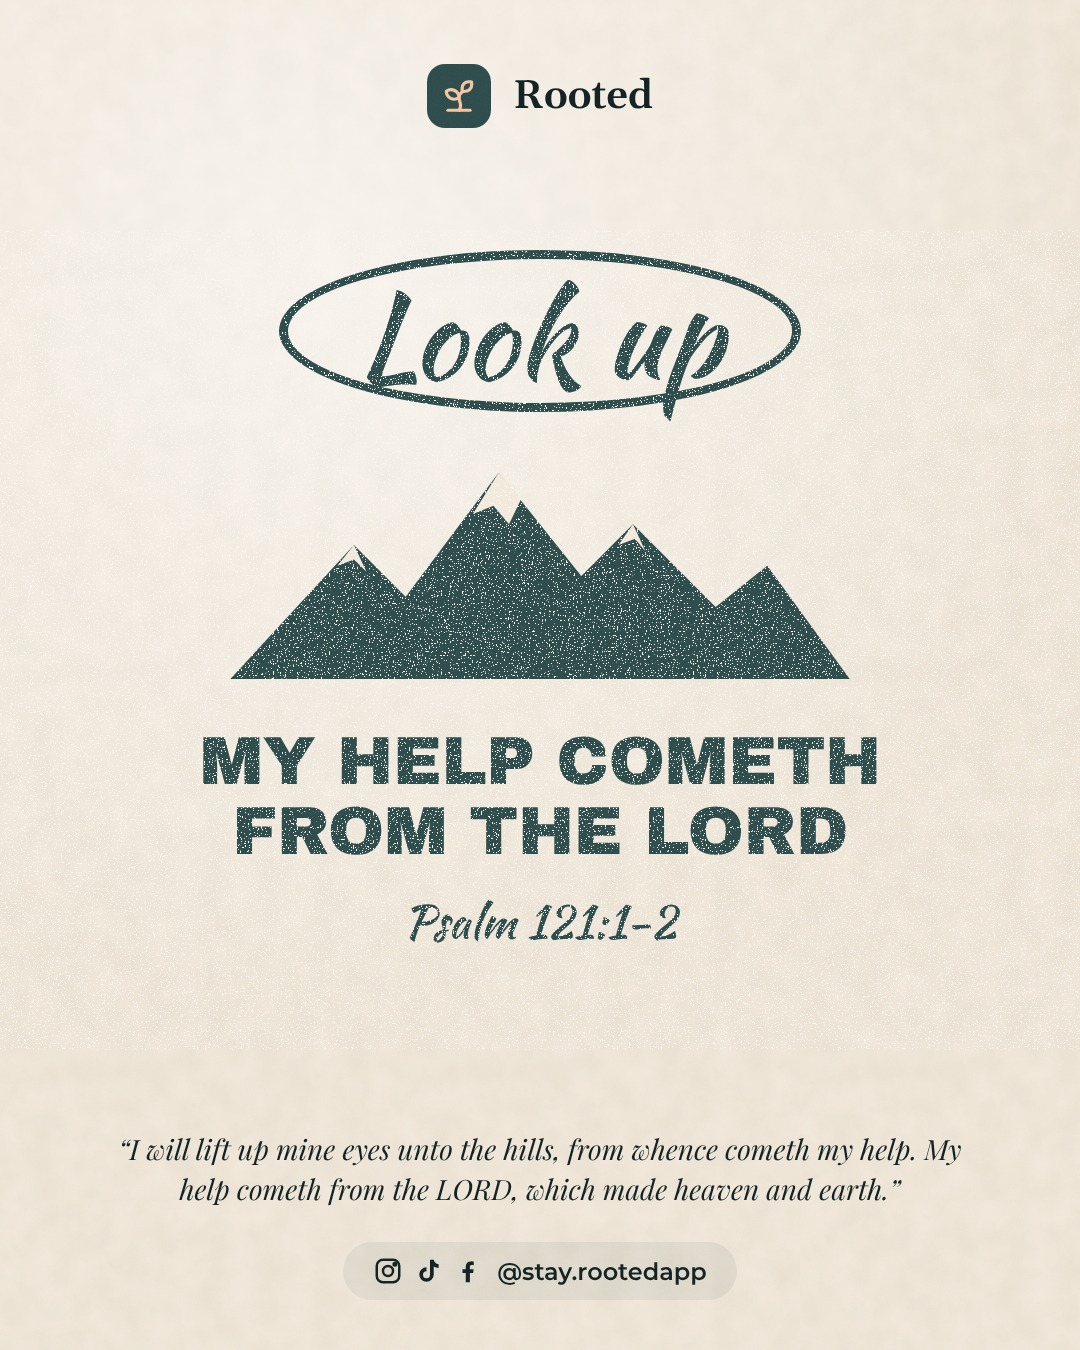 Rooted
Look up
MY HELP COMETH
FROM THE LORD
Psalm 121:1-2
“I will lift up mine eyes unto the hills, from whence cometh my help. My
help cometh from the LORD, which made heaven and earth.”
@stay.rootedapp